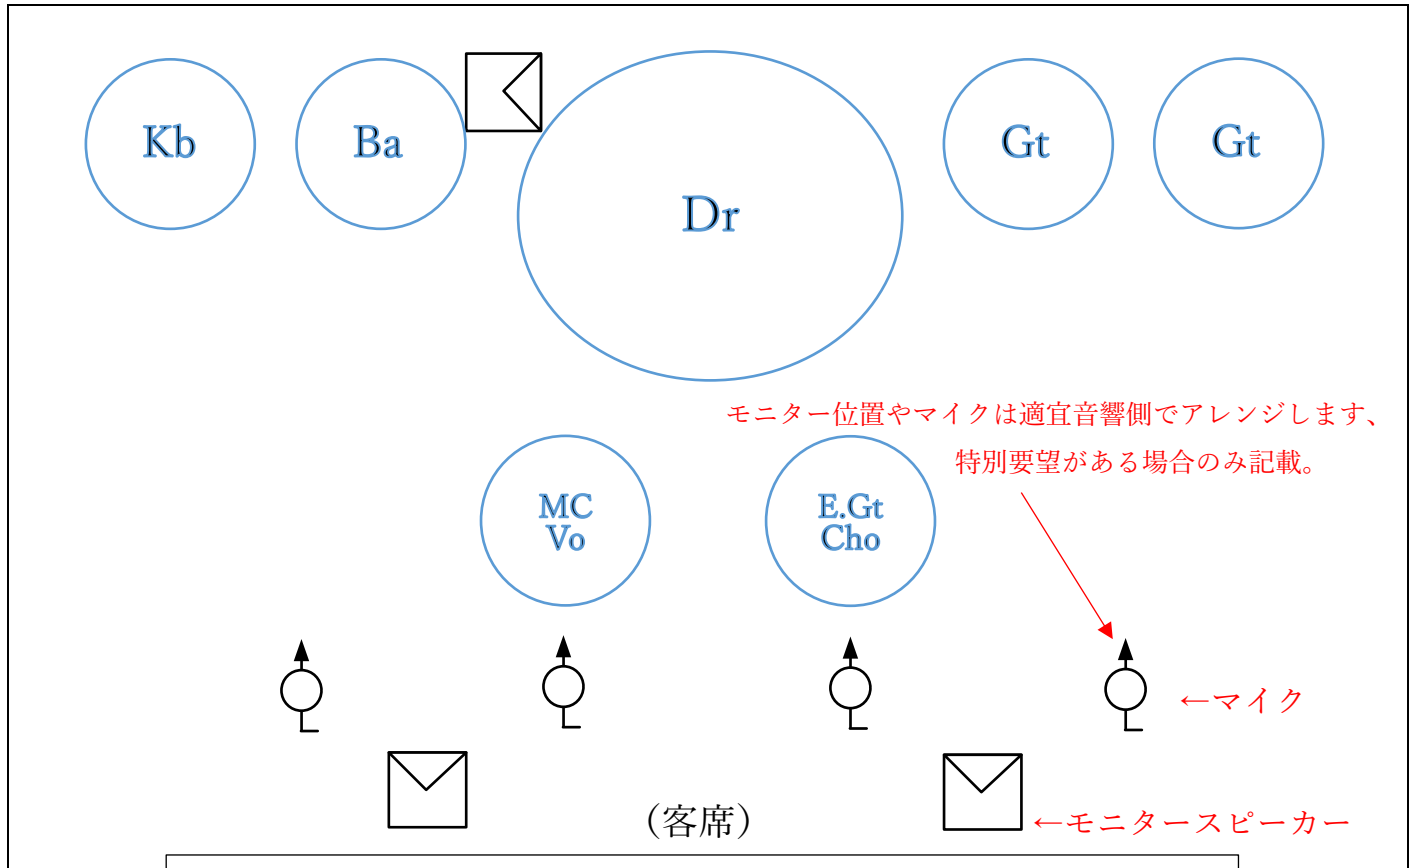 Kb
Ba
Dr
Gt
Gt
モニター位置やマイクは適宜音響側でアレンジします、
特別要望がある場合のみ記載。
MC
Vo
E.Gt
Cho
←マイク
(客席)
←モニタースピーカー